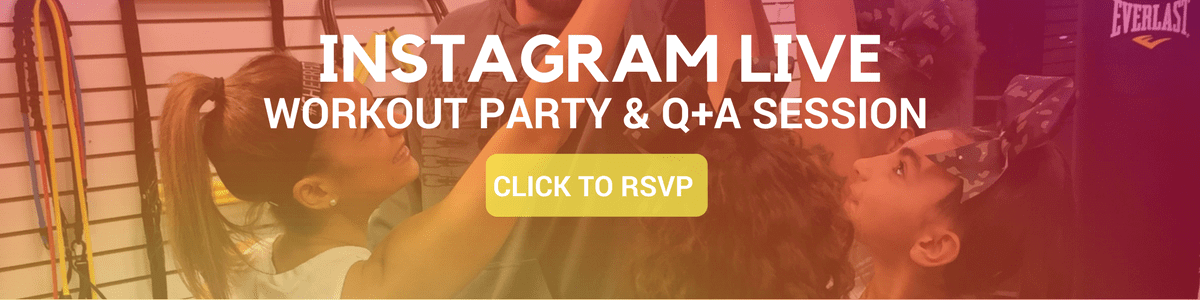 INSTAGRAM LIVE
WORKOUT PARTY & Q+A SESSION
CLICK TO RSVP
EVERLAST